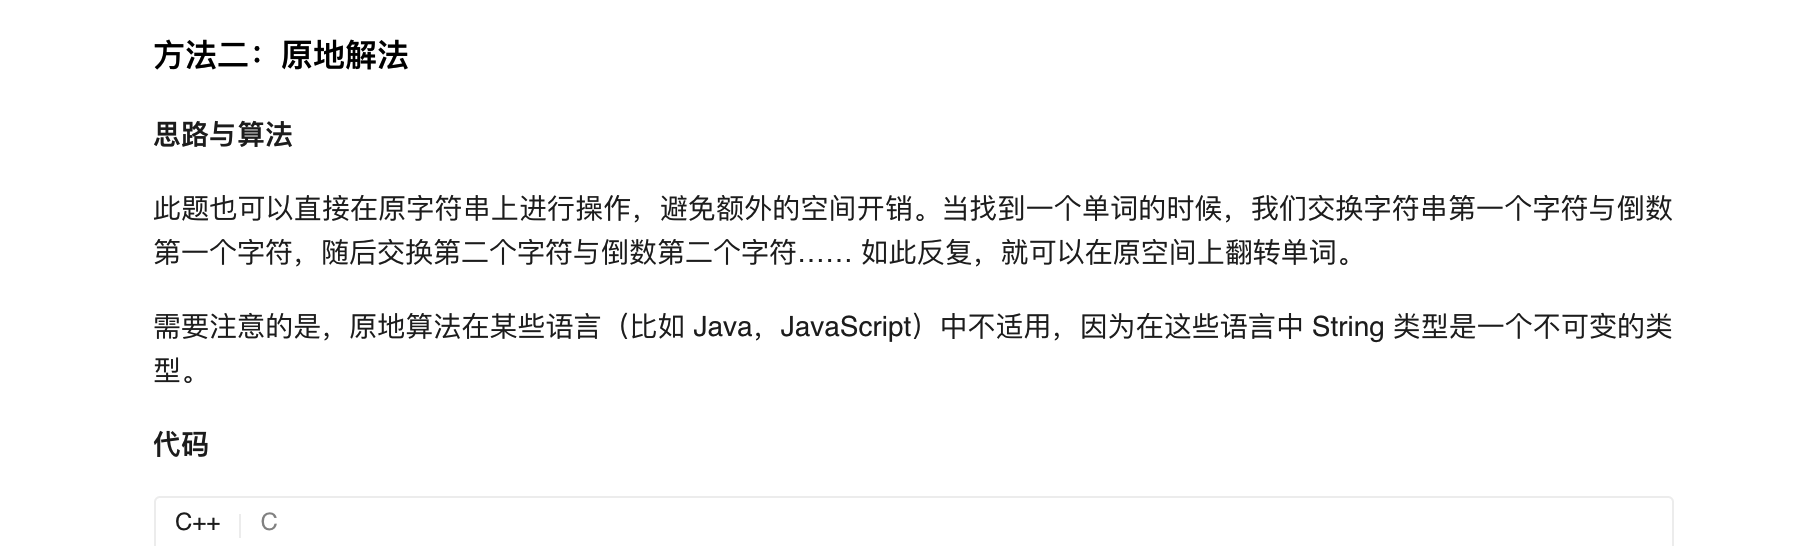 方法二：原地解法
思路与算法
此题也可以直接在原字符串上进行操作，避免额外的空间开销。当找到一个单词的时候，我们交换字符串第一个字符与倒数
第一个字符，随后交换第二个字符与倒数第二个字符…… 如此反复，就可以在原空间上翻转单词。
需要注意的是，原地算法在某些语言（比如 Java，JavaScript）中不适用，因为在这些语言中 String 类型是一个不可变的类
型。
代码
C++ C